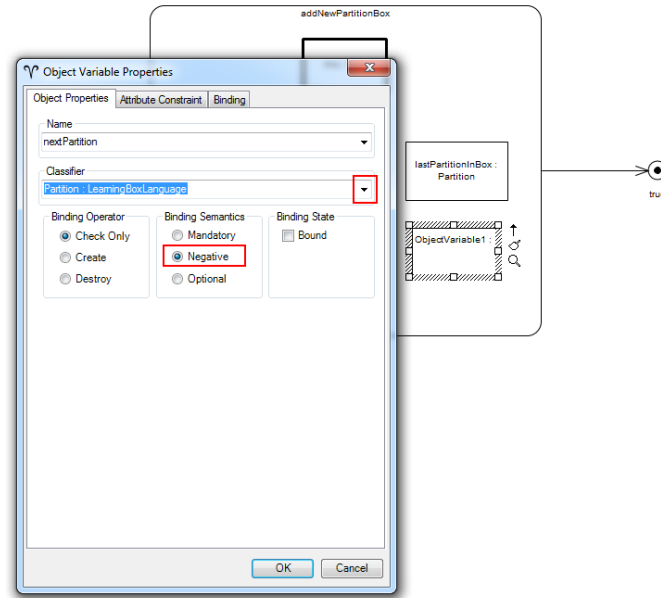 addNewPartitionBox
Object Variable Properties
Object Properties
Attribute Constraint
Binding
Name
nextPartition
Classifier
Partition : LearningBoxLanguage
Binding Operator
Binding Semantics
Binding State
Check Only
Mandatory
Bound
Create
Negative
Destroy
Optional
OK
Cancel
lastPartitionInBox :
Partition
ObjectVariable1 :
true